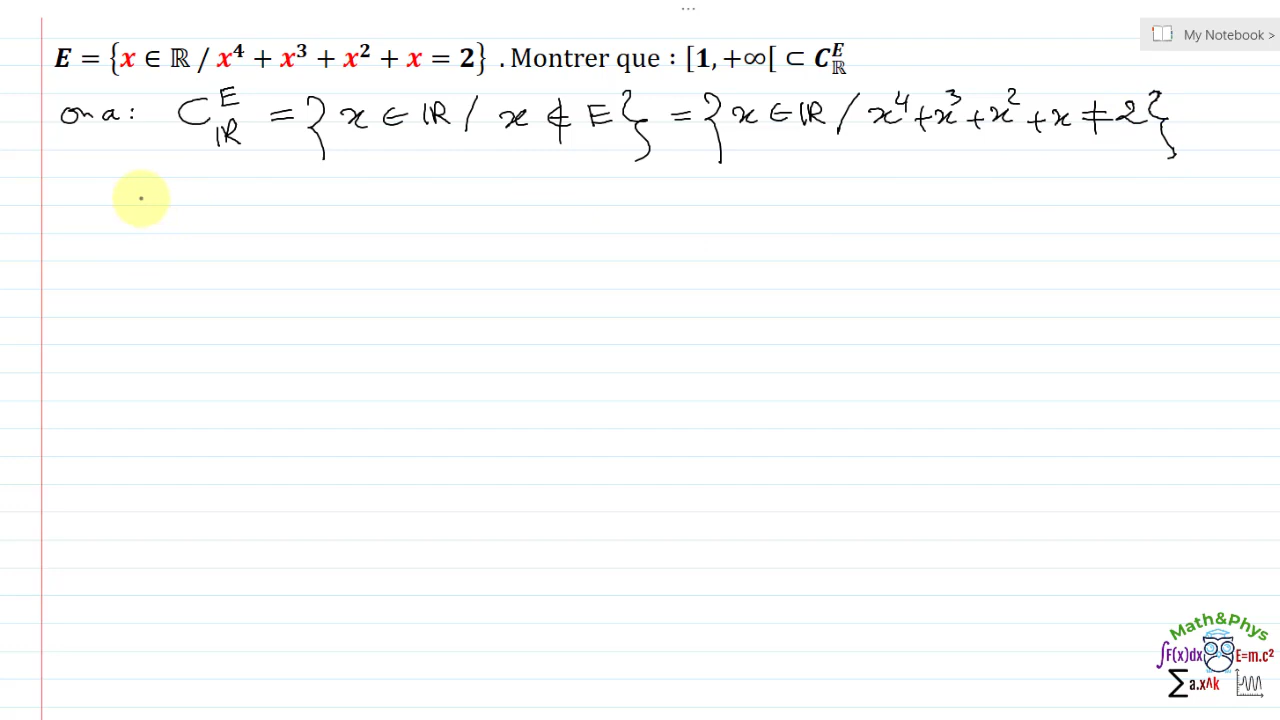 My Notebook >
E = {x ∈ ℝ / x⁴ + x³ + x² + x = 2} . Montrer que : [1, +∞[ ⊂ C_ℝ^E
on a : C_ℝ^E = {x ∈ ℝ / x ∉ E} = {x ∈ ℝ / x⁴ + x³ + x² + x ≠ 2}
Math&Phys
∫F(x)dx E=m.c²
∑ a.x^k